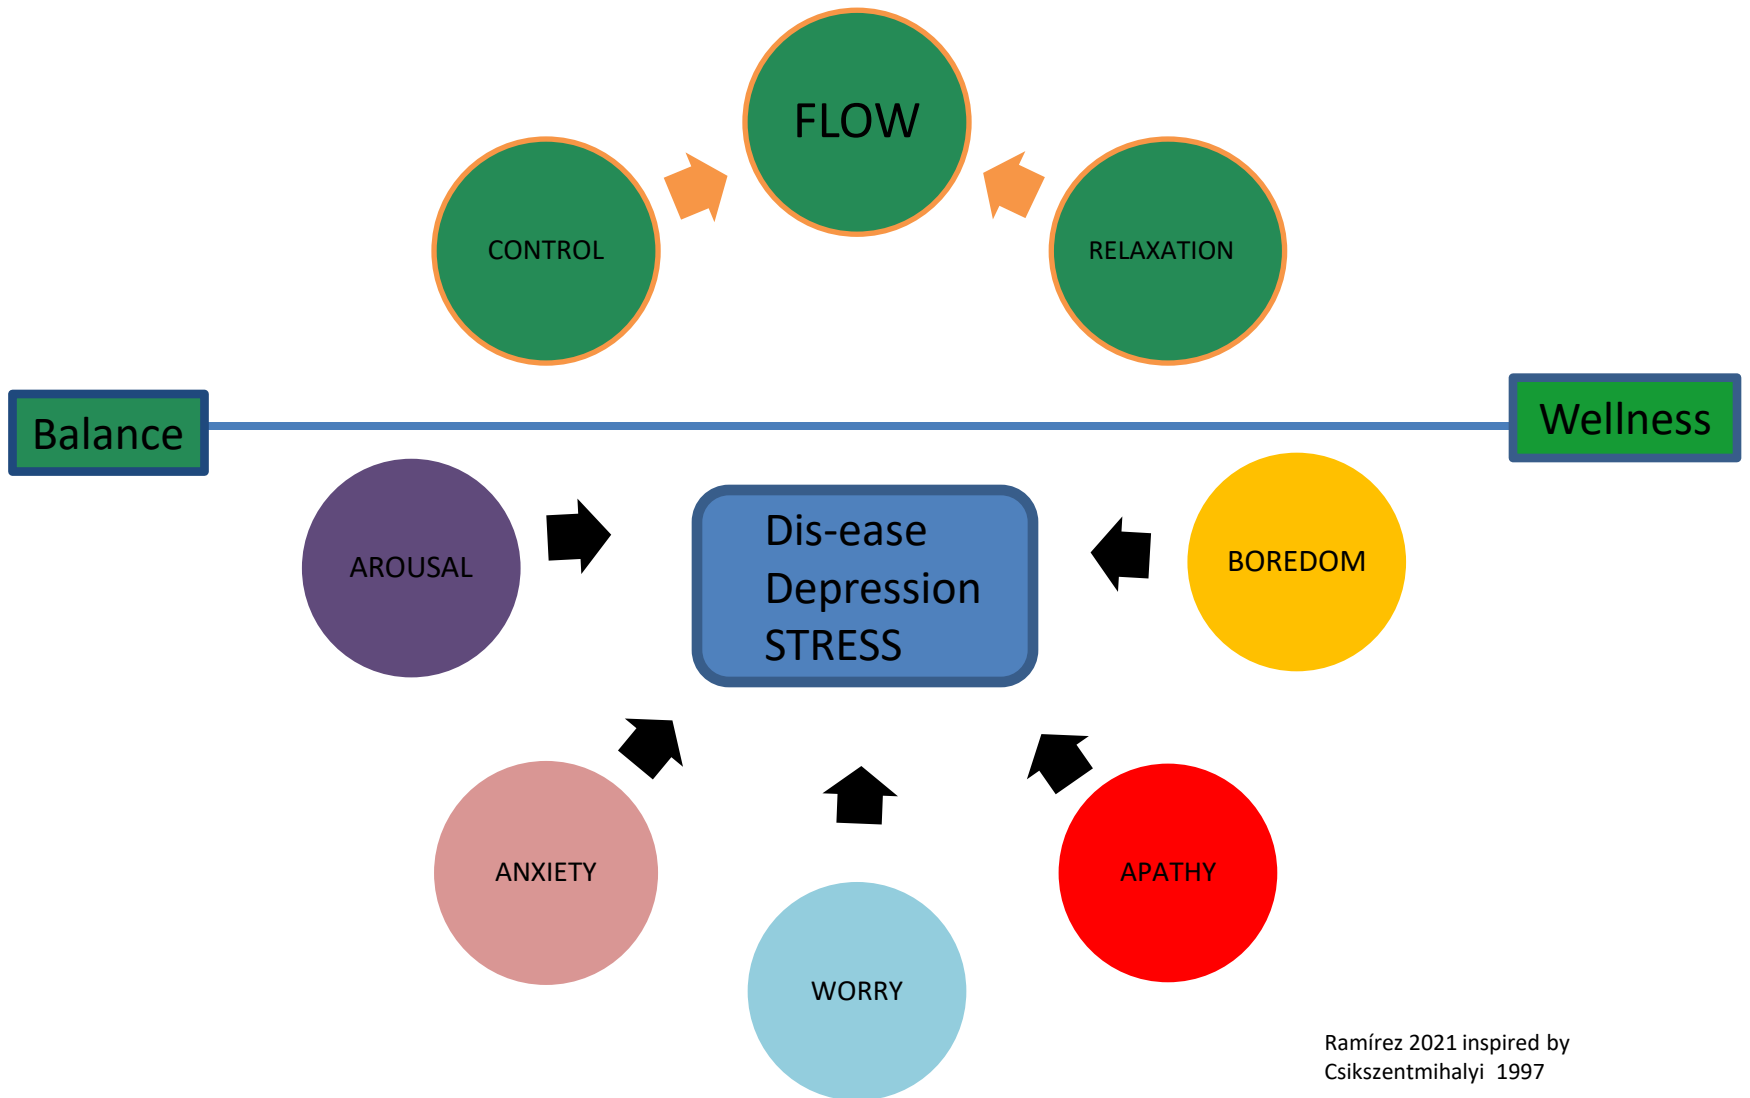 FLOW
CONTROL
RELAXATION
Balance
Wellness
AROUSAL
Dis-ease
Depression
STRESS
BOREDOM
ANXIETY
APATHY
WORRY
Ramírez 2021 inspired by
Csikszentmihalyi 1997